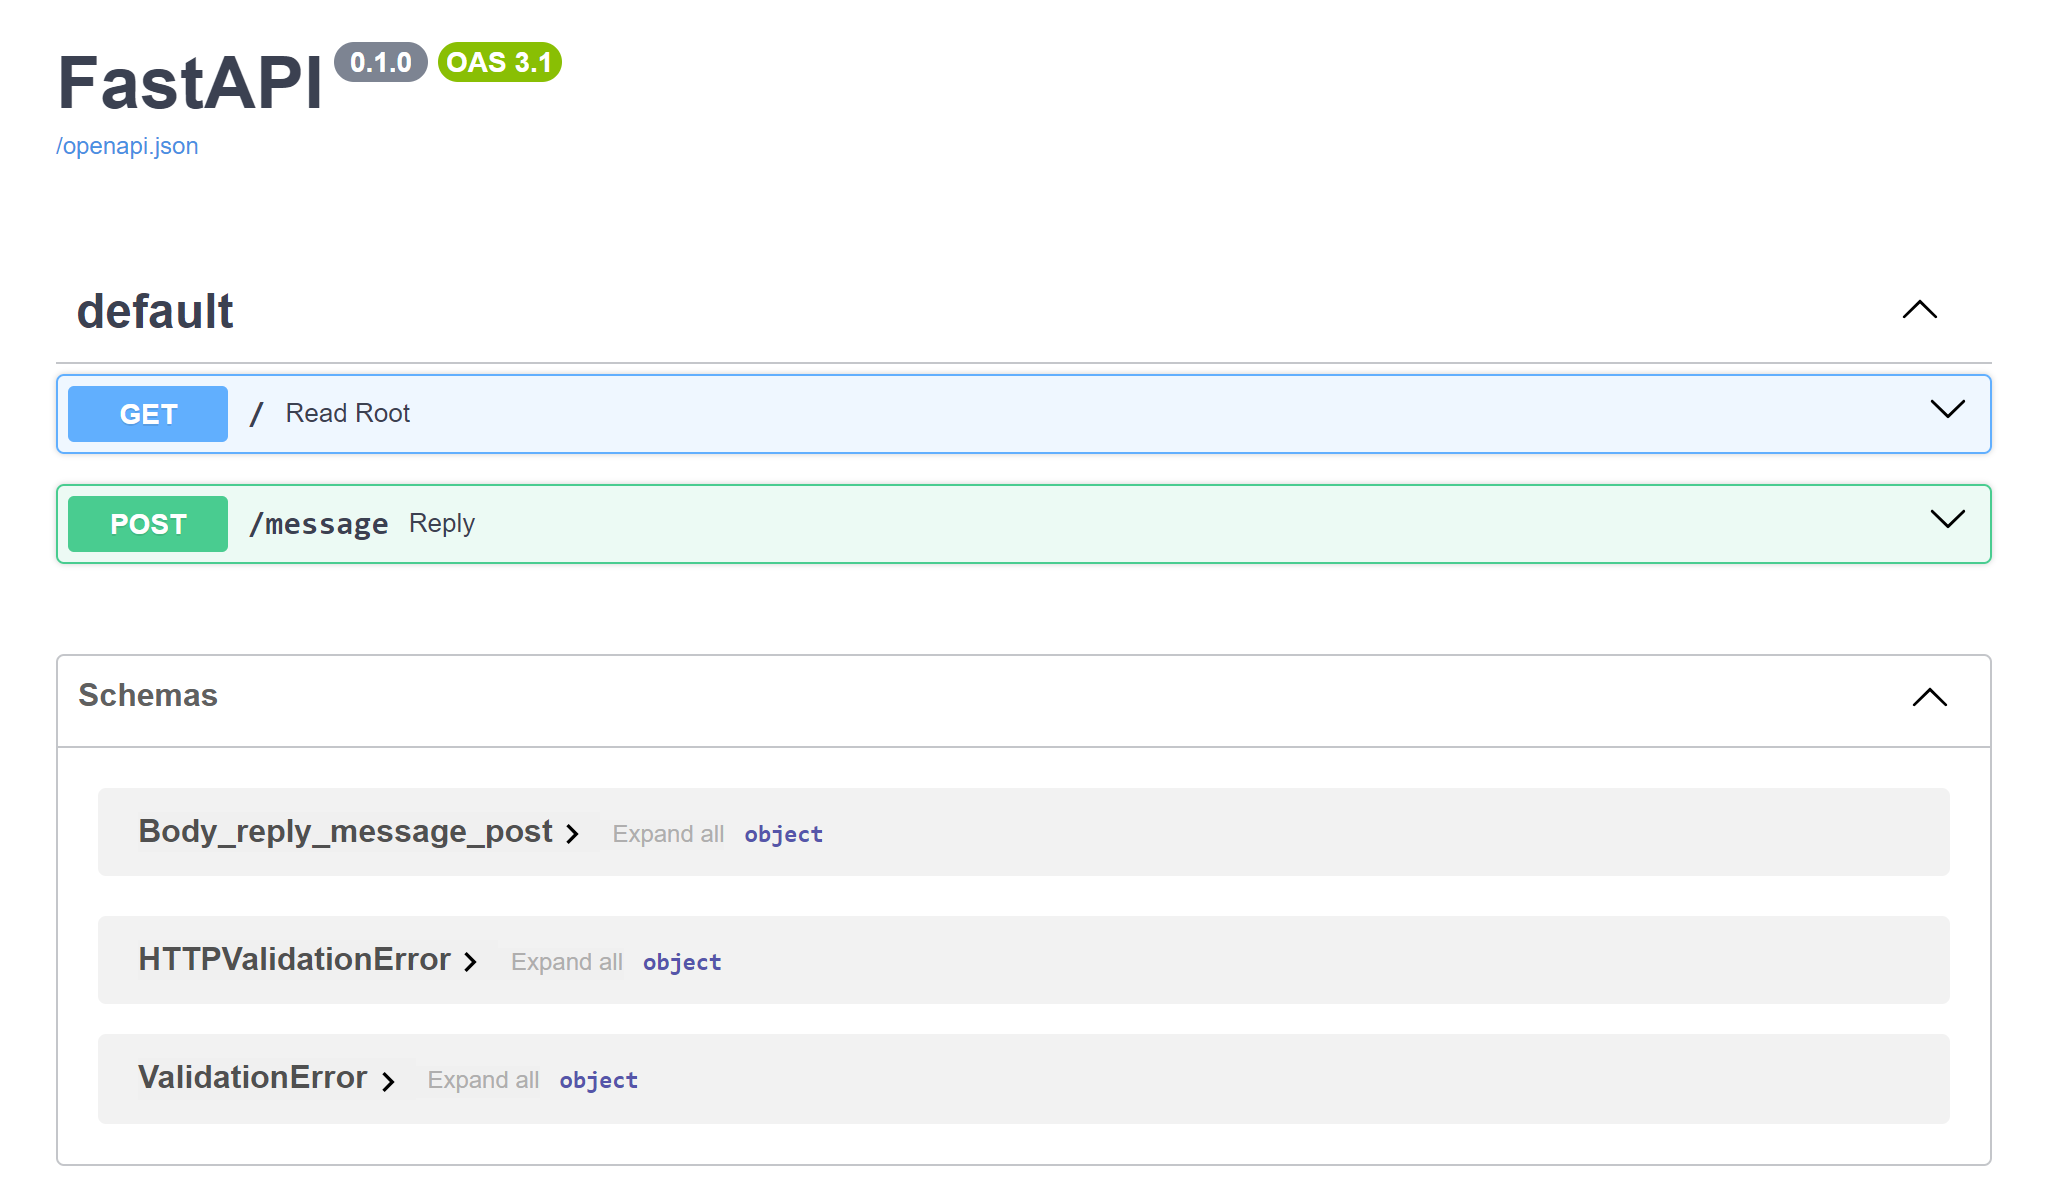 FastAPI 0.1.0 OAS 3.1
/openapi.json
default
GET / Read Root
POST /message Reply
Schemas
Body_reply_message_post Expand all object
HTTPValidationError Expand all object
ValidationError Expand all object